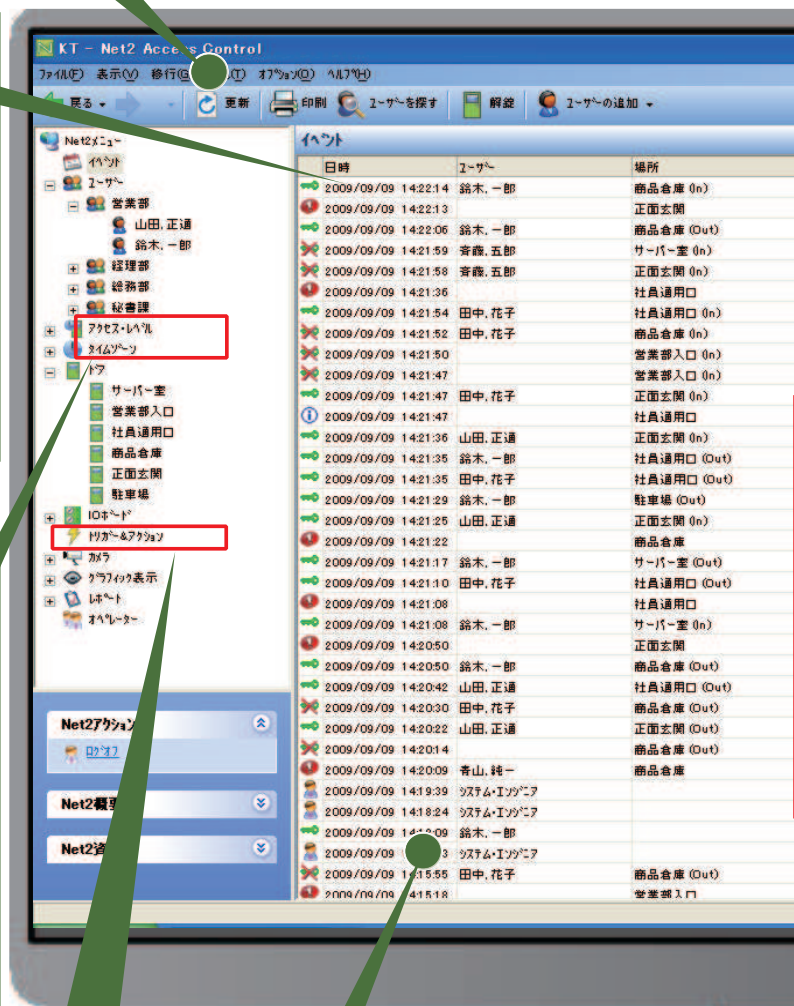 KT - Net2 Access Control
ﾌｧｲﾙ(F) 表示(V) 移行(G) (T) ｵﾌﾟｼｮﾝ(O) ﾍﾙﾌﾟ(H)
戻る 更新 印刷 ﾕｰｻﾞｰを探す 解錠 ﾕｰｻﾞｰの追加
Net2ﾒﾆｭｰ
ｲﾍﾞﾝﾄ
ﾕｰｻﾞｰ
営業部
山田, 正通
鈴木, 一郎
経理部
総務部
秘書課
ｱｸｾｽ･ﾚﾍﾞﾙ
ﾀｲﾑｿﾞｰﾝ
ﾄﾞｱ
サーバー室
営業部入口
社員通用口
商品倉庫
正面玄関
駐車場
IOﾎﾞｰﾄﾞ
ﾄﾘｶﾞｰ&ｱｸｼｮﾝ
ｶﾒﾗ
ｸﾞﾗﾌｨｯｸ表示
ﾚﾎﾟｰﾄ
ｵﾍﾟﾚｰﾀｰ
Net2ｱｸｼｮﾝ
ﾛｸﾞｵﾌ
Net2概要
Net2資
ｲﾍﾞﾝﾄ
日時 ﾕｰｻﾞｰ 場所
2009/09/09 14:22:14 鈴木, 一郎 商品倉庫 (In)
2009/09/09 14:22:13 正面玄関
2009/09/09 14:22:06 鈴木, 一郎 商品倉庫 (Out)
2009/09/09 14:21:59 斉藤, 五郎 サーバー室 (In)
2009/09/09 14:21:58 斉藤, 五郎 正面玄関 (In)
2009/09/09 14:21:36 社員通用口
2009/09/09 14:21:54 田中, 花子 社員通用口 (In)
2009/09/09 14:21:52 田中, 花子 商品倉庫 (In)
2009/09/09 14:21:50 営業部入口 (In)
2009/09/09 14:21:47 営業部入口 (In)
2009/09/09 14:21:47 田中, 花子 正面玄関 (In)
2009/09/09 14:21:47 社員通用口
2009/09/09 14:21:36 山田, 正通 正面玄関 (In)
2009/09/09 14:21:35 鈴木, 一郎 社員通用口 (Out)
2009/09/09 14:21:35 田中, 花子 社員通用口 (Out)
2009/09/09 14:21:29 鈴木, 一郎 駐車場 (Out)
2009/09/09 14:21:25 山田, 正通 正面玄関 (In)
2009/09/09 14:21:22 商品倉庫
2009/09/09 14:21:17 鈴木, 一郎 サーバー室 (Out)
2009/09/09 14:21:10 田中, 花子 社員通用口 (Out)
2009/09/09 14:21:08 社員通用口
2009/09/09 14:21:08 鈴木, 一郎 サーバー室 (In)
2009/09/09 14:20:50 正面玄関
2009/09/09 14:20:50 鈴木, 一郎 商品倉庫 (Out)
2009/09/09 14:20:42 山田, 正通 社員通用口 (Out)
2009/09/09 14:20:30 田中, 花子 商品倉庫 (Out)
2009/09/09 14:20:22 山田, 正通 正面玄関 (Out)
2009/09/09 14:20:14 商品倉庫 (Out)
2009/09/09 14:20:09 青山, 純一 商品倉庫
2009/09/09 14:19:39 ｼｽﾃﾑ･ｴﾝｼﾞﾆｱ
2009/09/09 14:18:24 ｼｽﾃﾑ･ｴﾝｼﾞﾆｱ
2009/09/09 鈴木, 一郎
2009/09/09 ｼｽﾃﾑ･ｴﾝｼﾞﾆｱ
2009/09/09 14:15:55 田中, 花子 商品倉庫 (Out)
2009/09/09 14:15:18 営業部入口